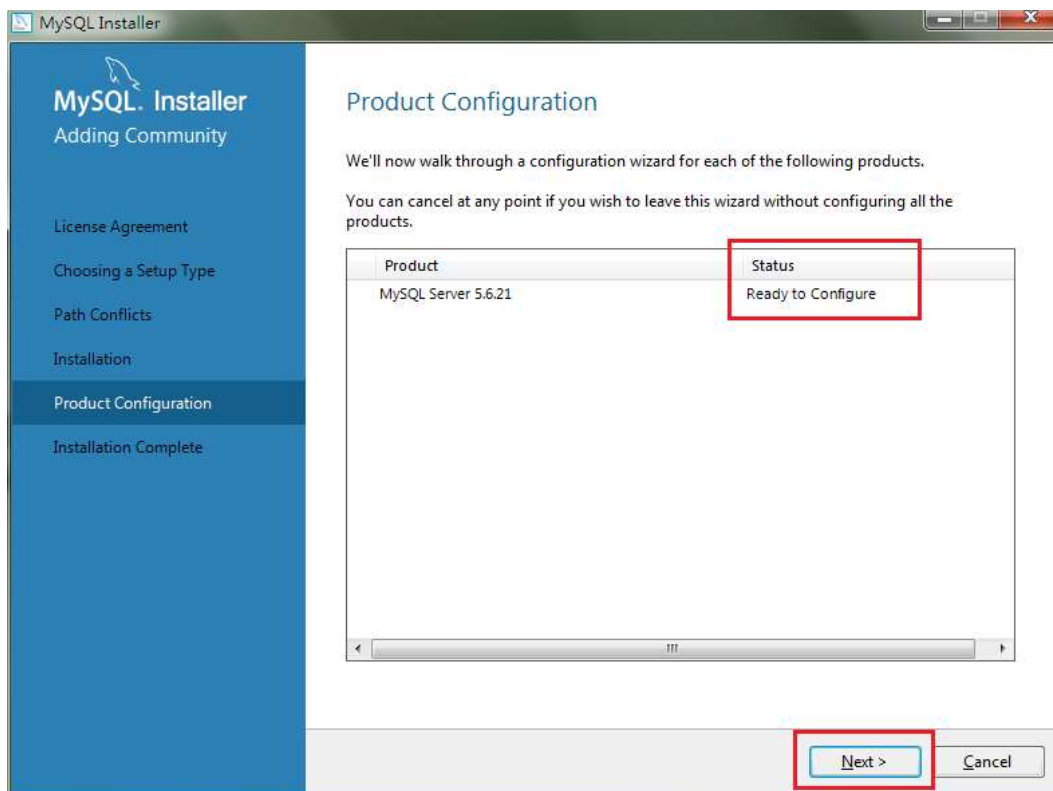 MySQL Installer
MySQL. Installer
Adding Community
License Agreement
Choosing a Setup Type
Path Conflicts
Installation
Product Configuration
Installation Complete
Product Configuration
We'll now walk through a configuration wizard for each of the following products.
You can cancel at any point if you wish to leave this wizard without configuring all the
products.
Product Status
MySQL Server 5.6.21 Ready to Configure
Next > Cancel